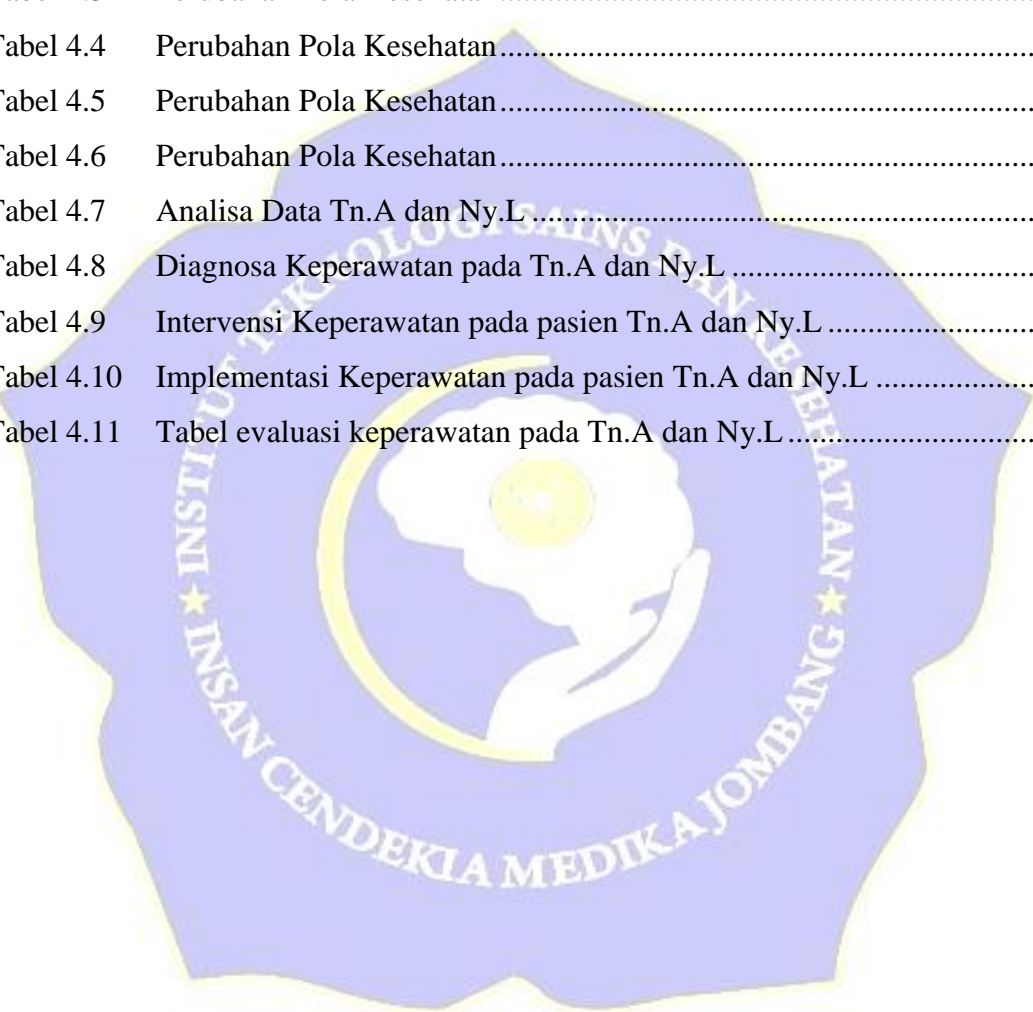 Tabel 4.4 Perubahan Pola Kesehatan
Tabel 4.5 Perubahan Pola Kesehatan
Tabel 4.6 Perubahan Pola Kesehatan
Tabel 4.7 Analisa Data Tn.A dan Ny.L
Tabel 4.8 Diagnosa Keperawatan pada Tn.A dan Ny.L
Tabel 4.9 Intervensi Keperawatan pada pasien Tn.A dan Ny.L
Tabel 4.10 Implementasi Keperawatan pada pasien Tn.A dan Ny.L
Tabel 4.11 Tabel evaluasi keperawatan pada Tn.A dan Ny.L
INSTITUT TEKNOLOGI SAINS DAN KESEHATAN
INSAN CENDEKIA MEDIKA JOMBANG